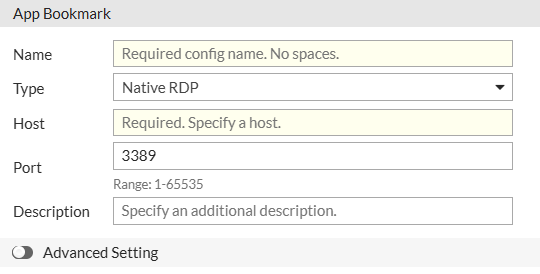 App Bookmark
Name Required config name. No spaces.
Type Native RDP
Host Required. Specify a host.
Port 3389
Range: 1-65535
Description Specify an additional description.
Advanced Setting